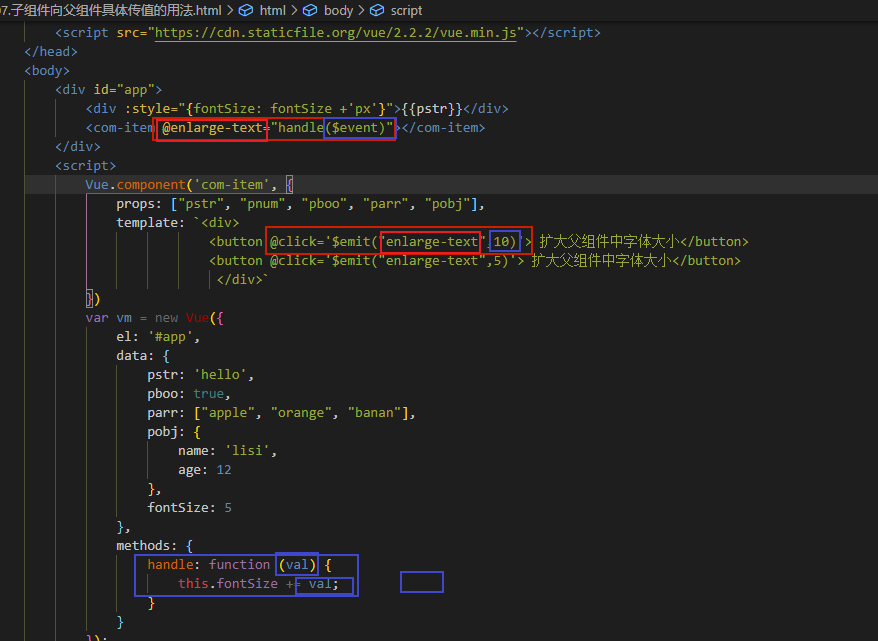 07.子组件向父组件具体传值的用法.html > html > body > script
<script src="https://cdn.staticfile.org/vue/2.2.2/vue.min.js"></script>
</head>
<body>
<div id="app">
<div :style="{fontSize: fontSize +'px'}">{{pstr}}</div>
<com-item @enlarge-text="handle($event)"></com-item>
</div>
<script>
Vue.component('com-item', {
props: ["pstr", "pnum", "pboo", "parr", "pobj"],
template: `<div>
<button @click='$emit("enlarge-text",10)'> 扩大父组件中字体大小</button>
<button @click='$emit("enlarge-text",5)'> 扩大父组件中字体大小</button>
</div>`
})
var vm = new Vue({
el: '#app',
data: {
pstr: 'hello',
pboo: true,
parr: ["apple", "orange", "banan"],
pobj: {
name: 'lisi',
age: 12
},
fontSize: 5
},
methods: {
handle: function (val) {
this.fontSize += val;
}
}
});